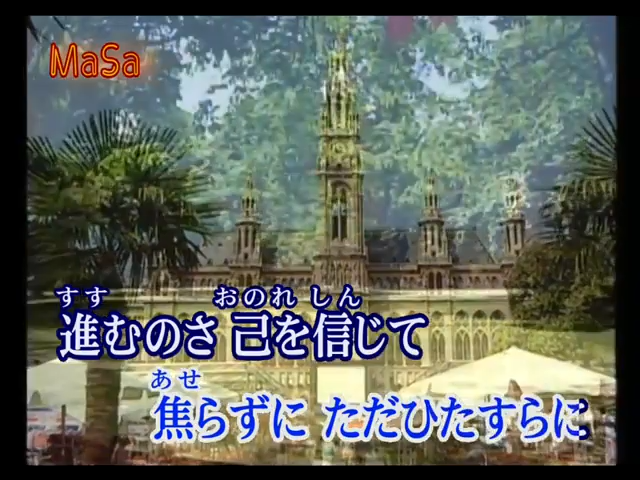 MaSa
すす おのれ しん
進むのさ 己を信じて
あせ
焦らずに ただひたすらに